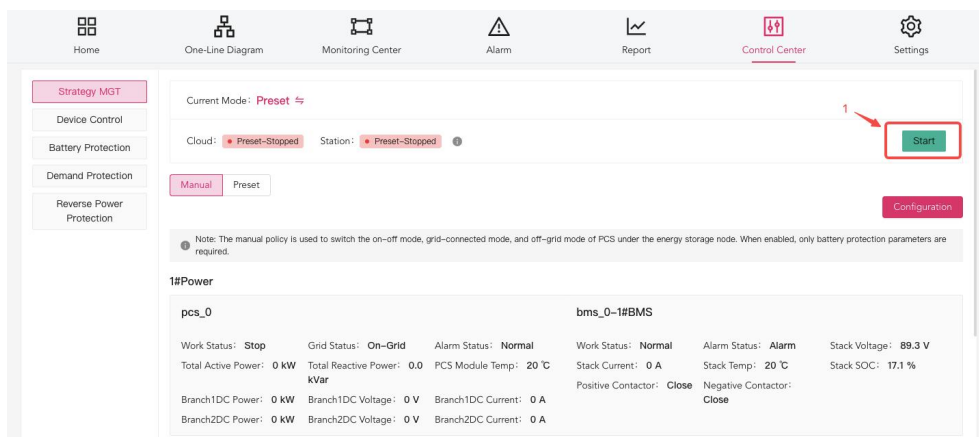 Home
One-Line Diagram
Monitoring Center
Alarm
Report
Control Center
Settings
Strategy MGT
Device Control
Battery Protection
Demand Protection
Reverse Power
Protection
Current Mode: Preset
1
Cloud: Preset-Stopped Station: Preset-Stopped
Start
Manual Preset
Configuration
Note: The manual policy is used to switch the on-off mode, grid-connected mode, and off-grid mode of PCS under the energy storage node. When enabled, only battery protection parameters are
required.
1#Power
pcs_0
Work Status: Stop Grid Status: On-Grid Alarm Status: Normal
Total Active Power: 0 kW Total Reactive Power: 0.0 PCS Module Temp: 20 ℃
kVar
Branch1DC Power: 0 kW Branch1DC Voltage: 0 V Branch1DC Current: 0 A
Branch2DC Power: 0 kW Branch2DC Voltage: 0 V Branch2DC Current: 0 A
bms_0-1#BMS
Work Status: Normal Alarm Status: Alarm Stack Voltage: 89.3 V
Stack Current: 0 A Stack Temp: 20 ℃ Stack SOC: 17.1 %
Positive Contactor: Close Negative Contactor:
Close